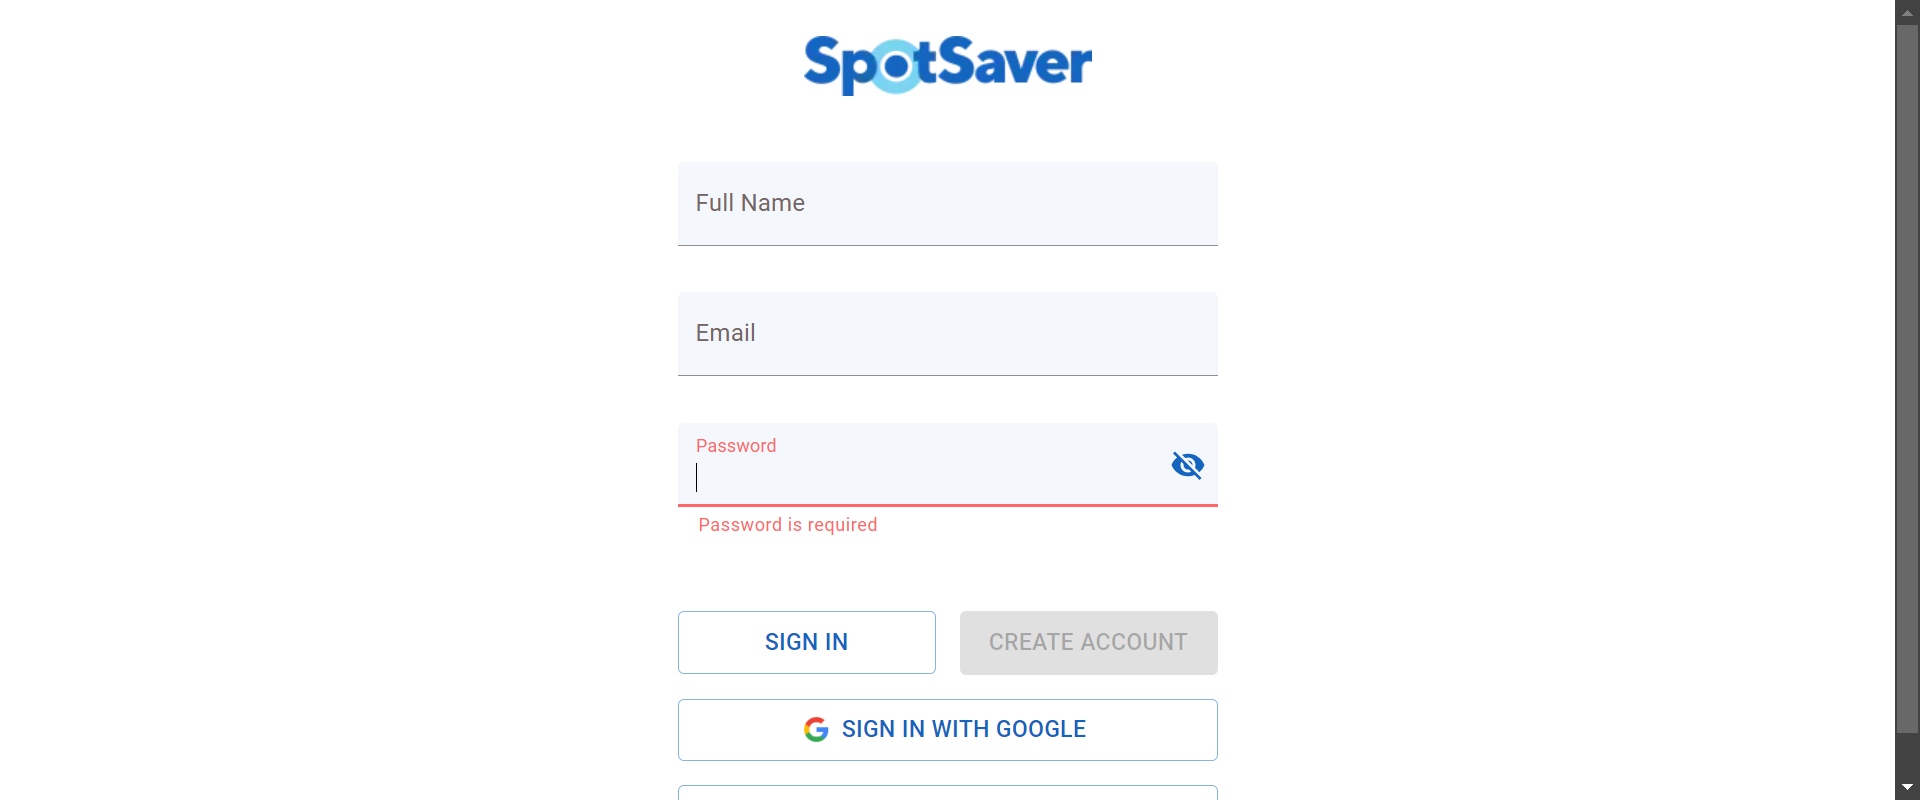 SpotSaver
Full Name
Email
Password
Password is required
SIGN IN
CREATE ACCOUNT
SIGN IN WITH GOOGLE